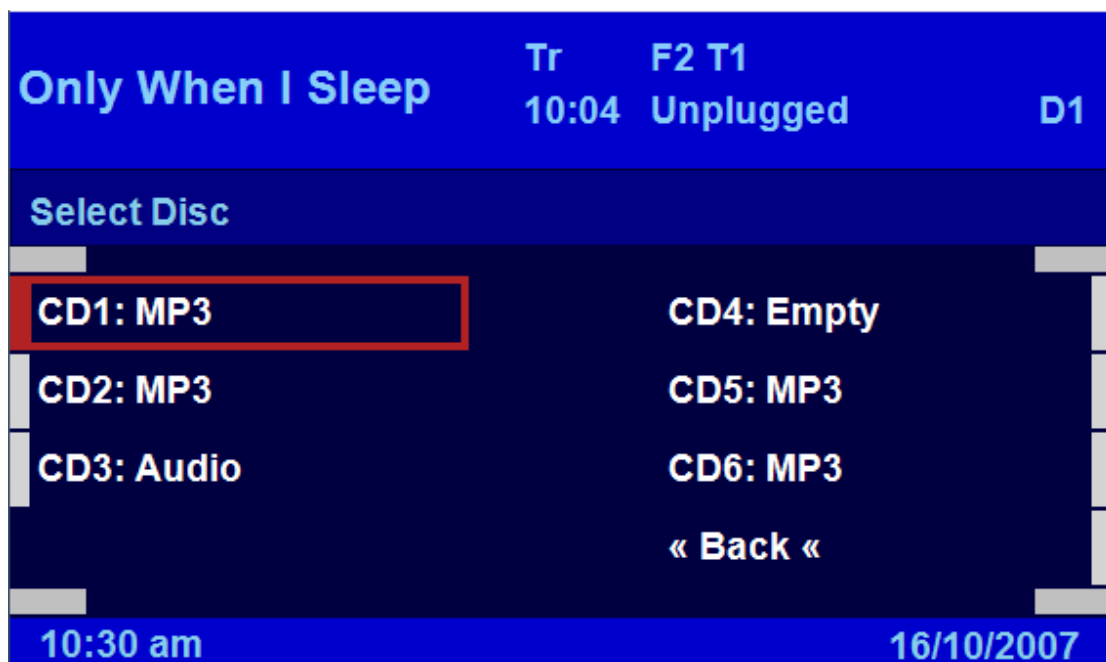 Only When I Sleep
Tr F2 T1
10:04 Unplugged D1
Select Disc
CD1: MP3
CD2: MP3
CD3: Audio
CD4: Empty
CD5: MP3
CD6: MP3
« Back «
10:30 am 16/10/2007